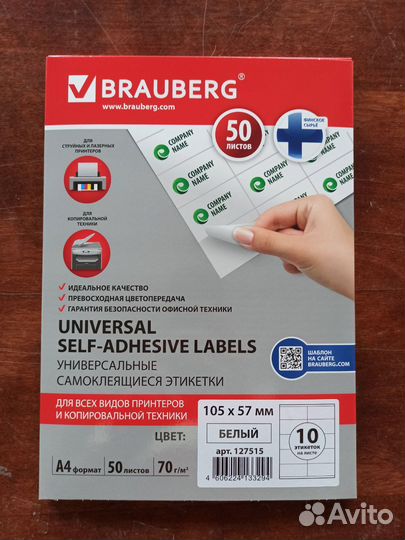 BRAUBERG®
www.brauberg.com
50
ЛИСТОВ
ФИНСКОЕ
СЫРЬЁ
ДЛЯ
СТРУЙНЫХ И ЛАЗЕРНЫХ
ПРИНТЕРОВ
COMPANY
NAME
COMPANY
NAME
COMPANY
NAME
COMPANY
NAME
COMPANY
NAME
ДЛЯ
КОПИРОВАЛЬНОЙ
ТЕХНИКИ
✓ ИДЕАЛЬНОЕ КАЧЕСТВО
✓ ПРЕВОСХОДНАЯ ЦВЕТОПЕРЕДАЧА
✓ ГАРАНТИЯ БЕЗОПАСНОСТИ ОФИСНОЙ ТЕХНИКИ
UNIVERSAL
SELF-ADHESIVE LABELS
УНИВЕРСАЛЬНЫЕ
САМОКЛЕЯЩИЕСЯ ЭТИКЕТКИ
ШАБЛОН
НА САЙТЕ
BRAUBERG.COM
ДЛЯ ВСЕХ ВИДОВ ПРИНТЕРОВ
И КОПИРОВАЛЬНОЙ ТЕХНИКИ
ЦВЕТ:
105 x 57 мм
БЕЛЫЙ
арт. 127515
4 606224 133294
10
этикеток
на листе
А4 формат
50 листов
70 г/м²
Avito